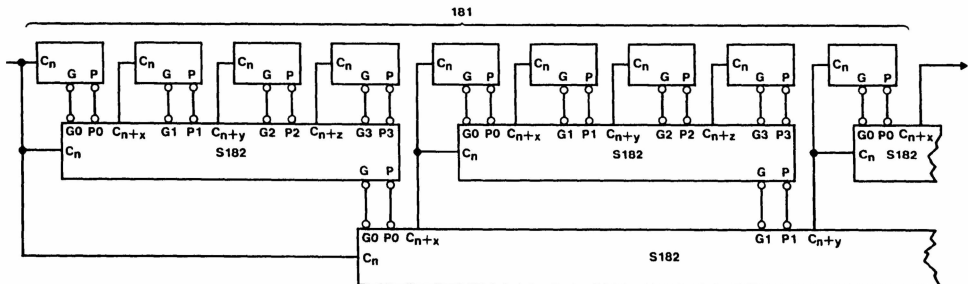 181
Cn Cn Cn Cn Cn Cn Cn Cn Cn
G P G P G P G P G P G P G P G P G P
G0 P0 Cn+x G1 P1 Cn+y G2 P2 Cn+z G3 P3 G0 P0 Cn+x G1 P1 Cn+y G2 P2 Cn+z G3 P3 G0 P0 Cn+x
Cn S182 Cn S182 Cn S182
G P G P
G0 P0 Cn+x G1 P1 Cn+y
Cn S182